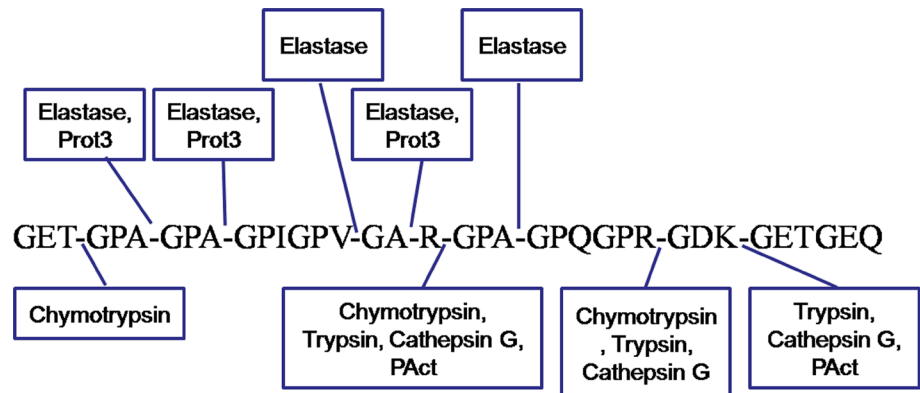 Elastase
Elastase
Elastase,
Prot3
Elastase,
Prot3
Elastase,
Prot3
GET-GPA-GPA-GPIGPV-GA-R-GPA-GPQGPR-GDK-GETGEQ
Chymotrypsin
Chymotrypsin,
Trypsin, Cathepsin G,
PAct
Chymotrypsin
, Trypsin,
Cathepsin G
Trypsin,
Cathepsin G,
PAct